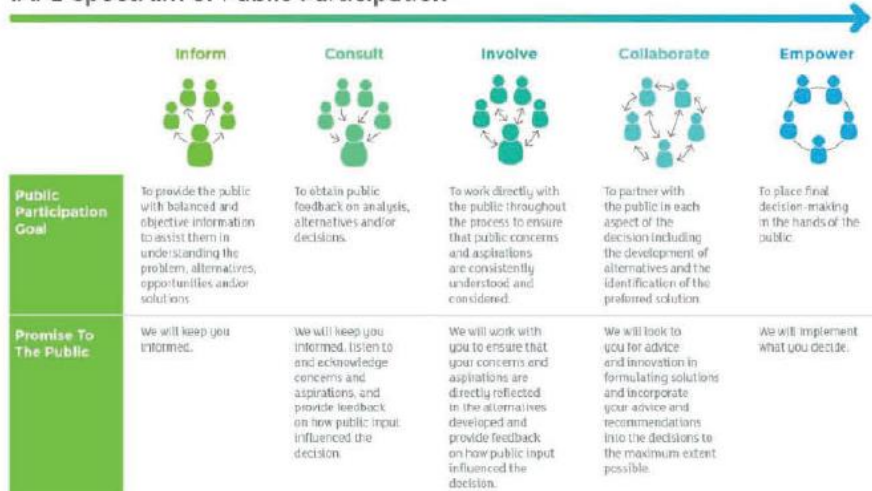 Spectrum of Public Participation
Inform
Consult
Involve
Collaborate
Empower
Public
Participation
Goal
To provide the public
with balanced and
objective information
to assist them in
understanding the
problem, alternatives,
opportunities and/or
solutions.
To obtain public
feedback on analysis,
alternatives and/or
decisions.
To work directly with
the public throughout
the process to ensure
that public concerns
and aspirations
are consistently
understood and
considered.
To partner with
the public in each
aspect of the
decision including
the development of
alternatives and the
identification of the
preferred solution.
To place final
decision-making
in the hands of the
public.
Promise To
The Public
We will keep you
informed.
We will keep you
informed, listen to
and acknowledge
concerns and
aspirations, and
provide feedback
on how public input
influenced the
decision.
We will work with
you to ensure that
your concerns and
aspirations are
directly reflected
in the alternatives
developed and
provide feedback
on how public input
influenced the
decision.
We will look to
you for advice
and innovation in
formulating solutions
and incorporate
your advice and
recommendations
into the decisions to
the maximum extent
possible.
We will implement
what you decide.